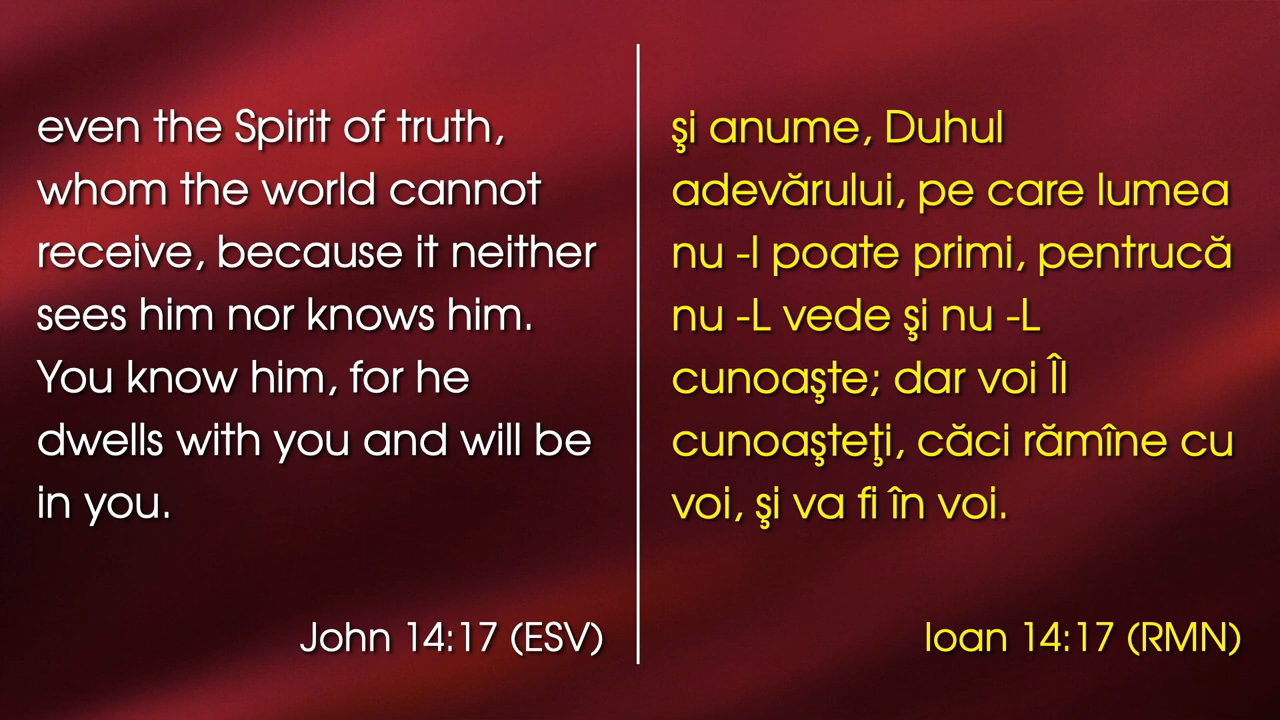 even the Spirit of truth,
whom the world cannot
receive, because it neither
sees him nor knows him.
You know him, for he
dwells with you and will be
in you.
John 14:17 (ESV)
şi anume, Duhul
adevărului, pe care lumea
nu -l poate primi, pentrucă
nu -L vede şi nu -L
cunoaşte; dar voi Îl
cunoaşteţi, căci rămîne cu
voi, şi va fi în voi.
Ioan 14:17 (RMN)